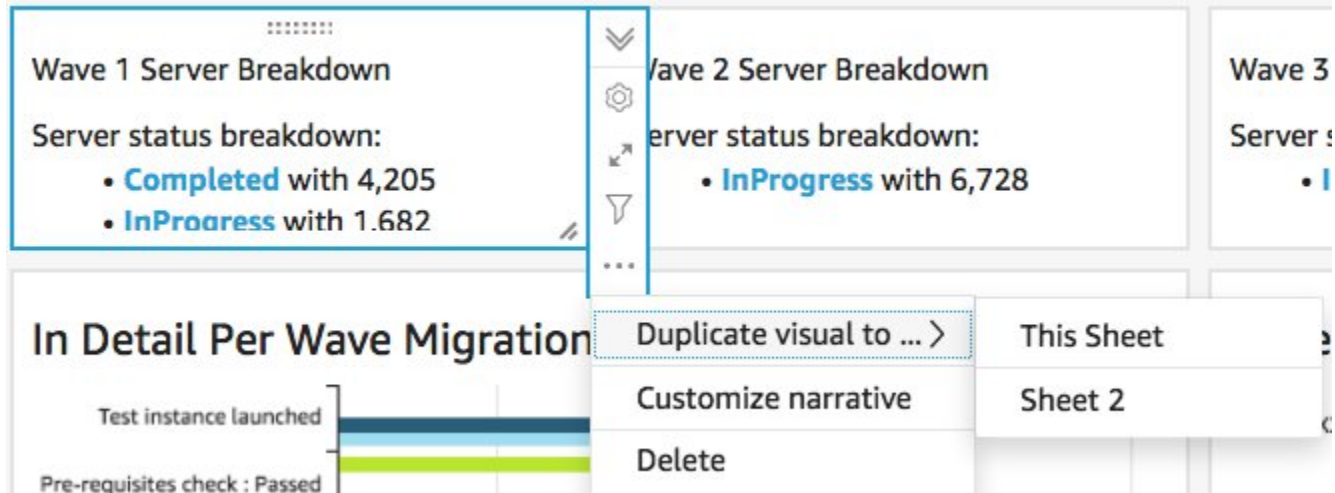 Wave 1 Server Breakdown
Server status breakdown:
• Completed with 4,205
• InProgress with 1,682
ave 2 Server Breakdown
erver status breakdown:
• InProgress with 6,728
Wave 3
Server
In Detail Per Wave Migration
Test instance launched
Pre-requisites check : Passed
Duplicate visual to ... >
Customize narrative
Delete
This Sheet
Sheet 2